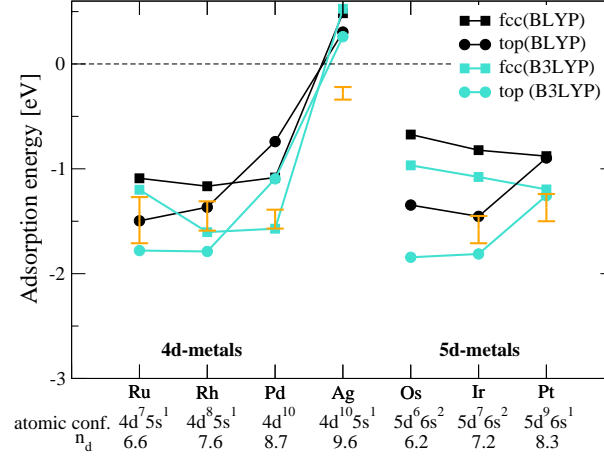 fcc(BLYP)
top(BLYP)
fcc(B3LYP)
top (B3LYP)
Adsorption energy [eV]
0
-1
-2
-3
4d-metals 5d-metals
Ru Rh Pd Ag Os Ir Pt
atomic conf. 4d⁷5s¹ 4d⁸5s¹ 4d¹⁰ 4d¹⁰5s¹ 5d⁶6s² 5d⁷6s² 5d⁹6s¹
n_d 6.6 7.6 8.7 9.6 6.2 7.2 8.3